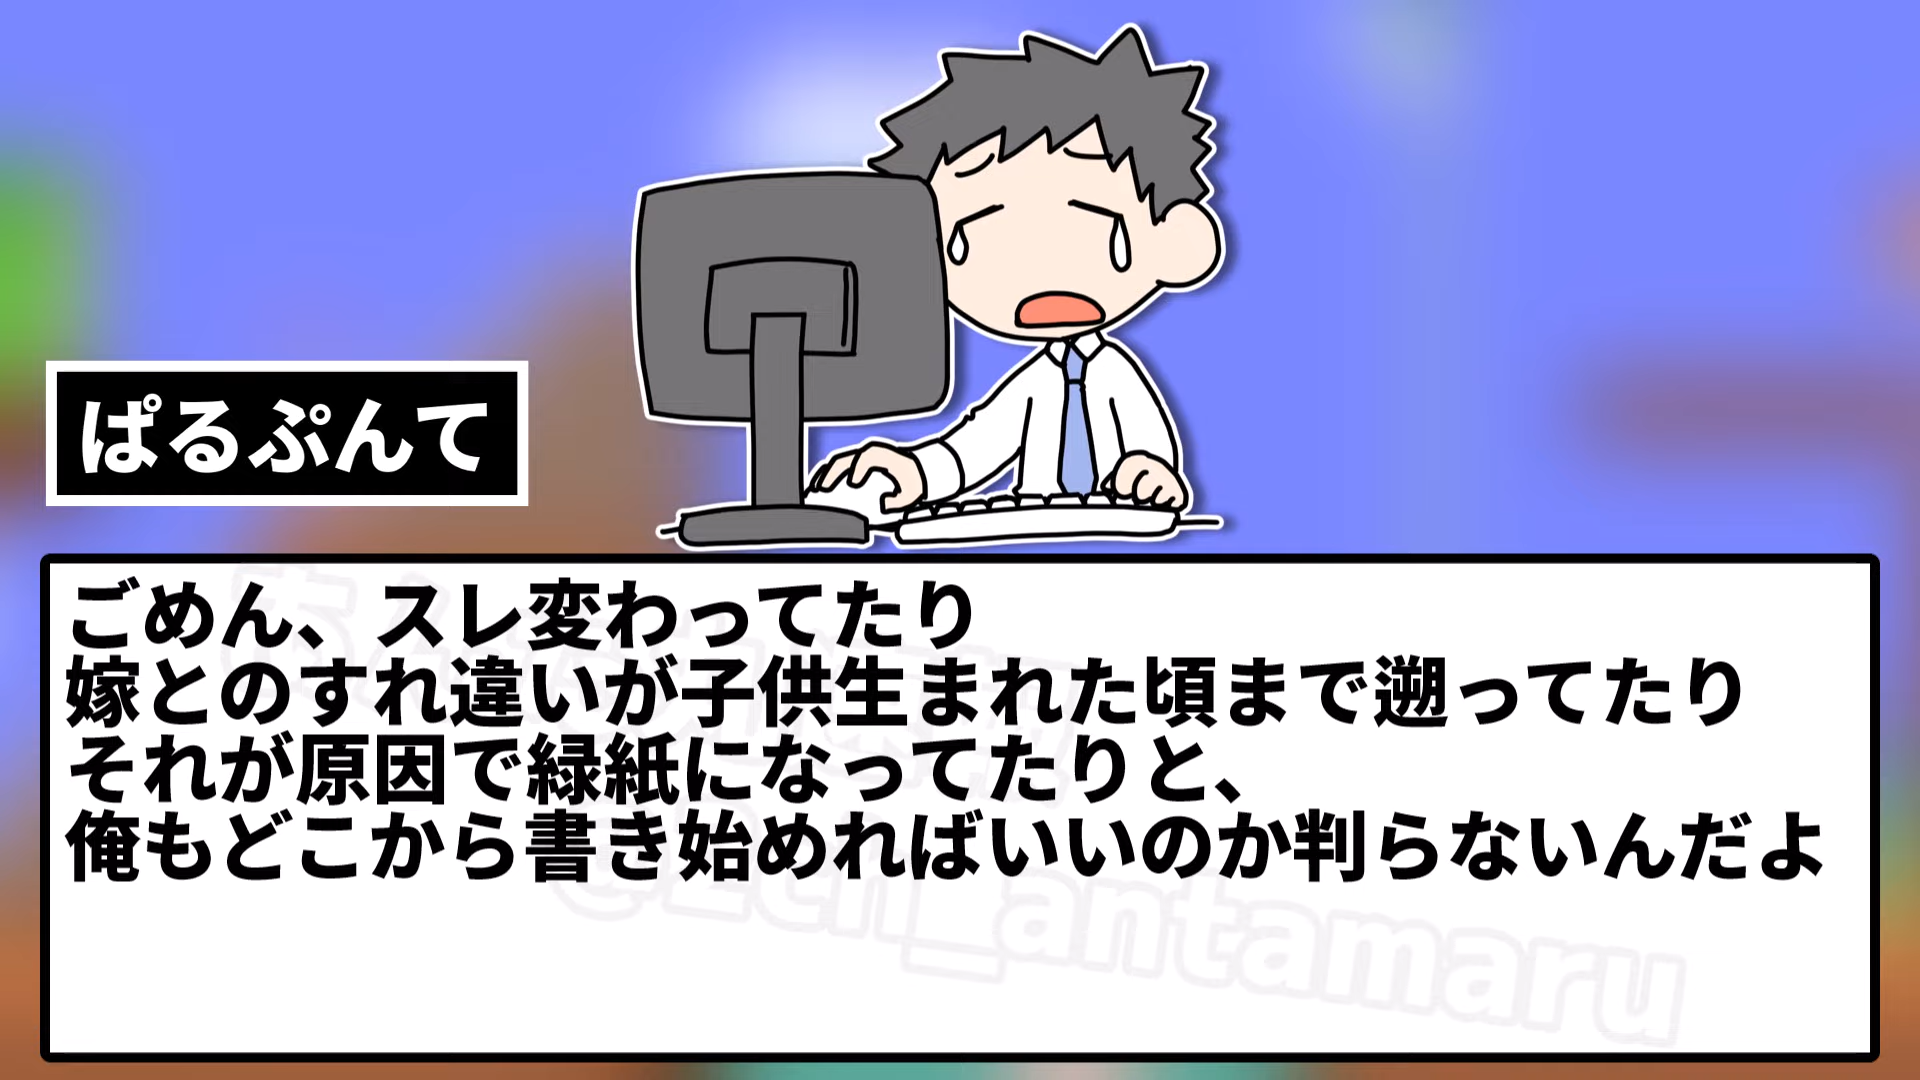 ぱるぷんて
ごめん、スレ変わってたり
嫁とのすれ違いが子供生まれた頃まで遡ってたり
それが原因で緑紙になってたりと、
俺もどこから書き始めればいいのか判らないんだよ
@2ch_antamaru